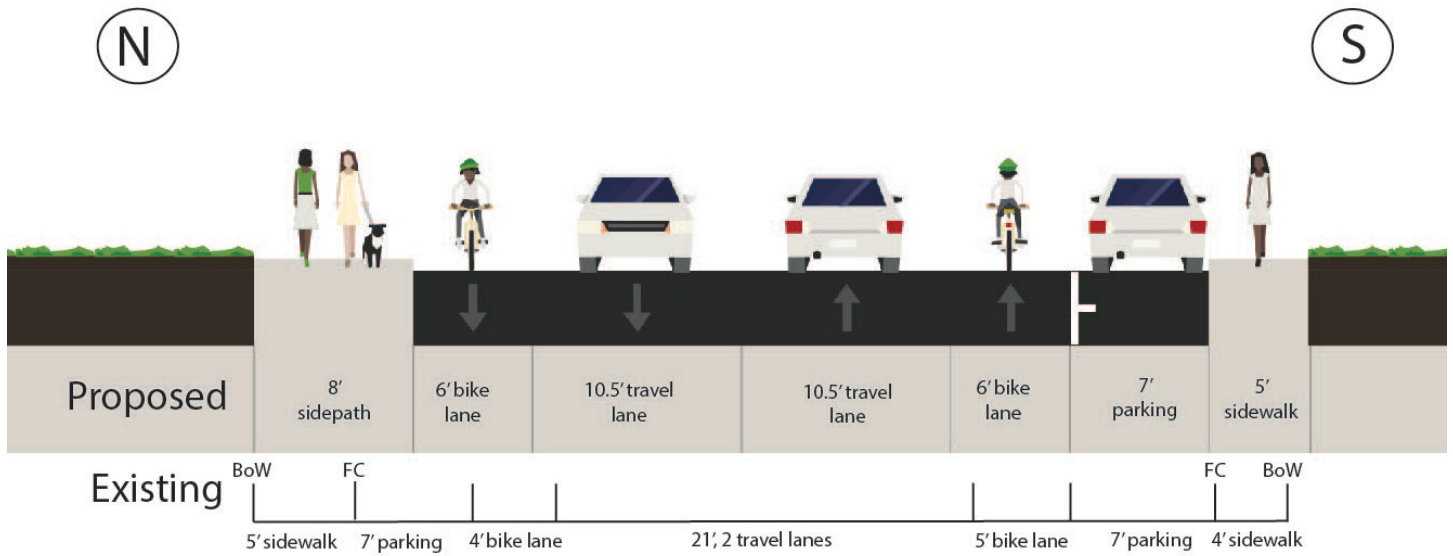 N
S
Proposed
8’
sidepath
6’ bike
lane
10.5’ travel
lane
10.5’ travel
lane
6’ bike
lane
7’
parking
5’
sidewalk
Existing
BoW
FC
FC
BoW
5’ sidewalk
7’ parking
4’ bike lane
21’, 2 travel lanes
5’ bike lane
7’ parking
4’ sidewalk